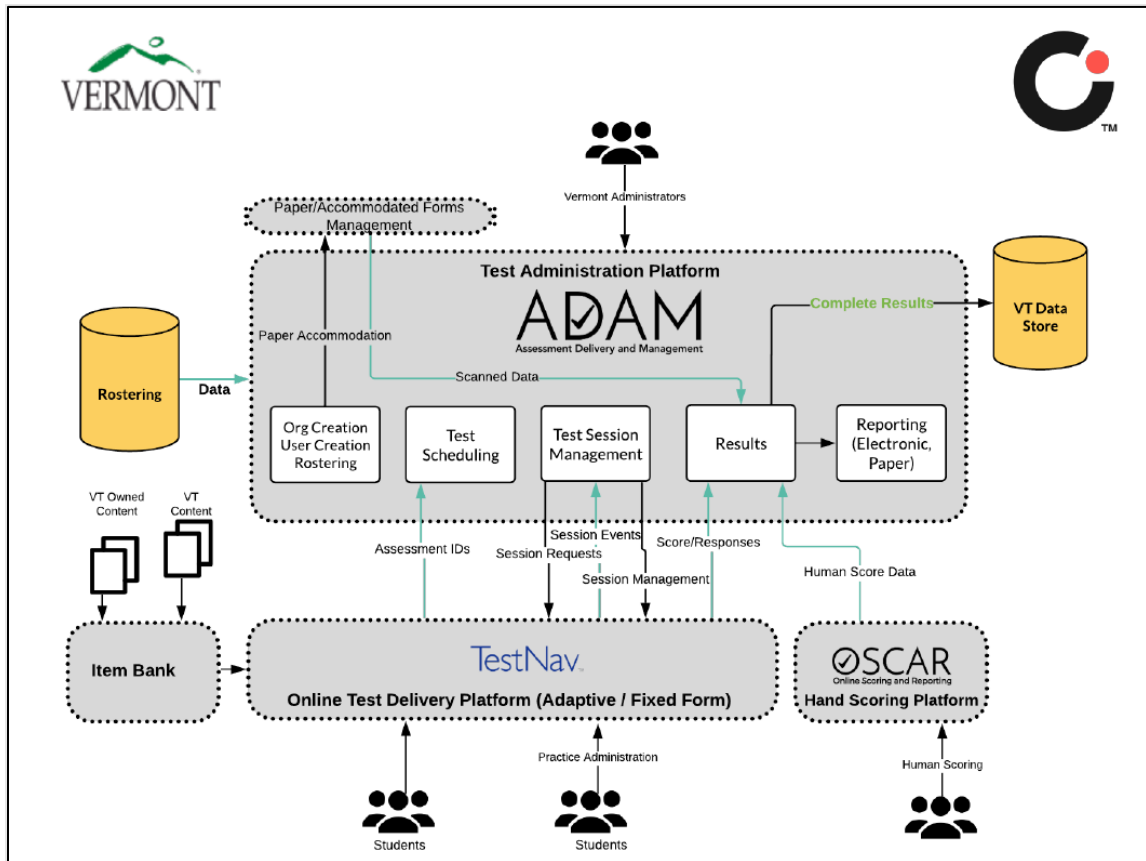 VERMONT
TM
Vermont Administrators
Paper/Accommodated Forms
Management
Test Administration Platform
ADAM
Assessment Delivery and Management
Complete Results
VT Data
Store
Paper Accommodation
Rostering
Data
Scanned Data
Org Creation
User Creation
Rostering
Test
Scheduling
Test Session
Management
Results
Reporting
(Electronic,
Paper)
VT Owned
Content
VT
Content
Assessment IDs
Session Requests
Session Events
Session Management
Score/Responses
Human Score Data
Item Bank
TestNav
Online Test Delivery Platform (Adaptive / Fixed Form)
OSCAR
Online Scoring and Reporting
Hand Scoring Platform
Practice Administration
Human Scoring
Students
Students